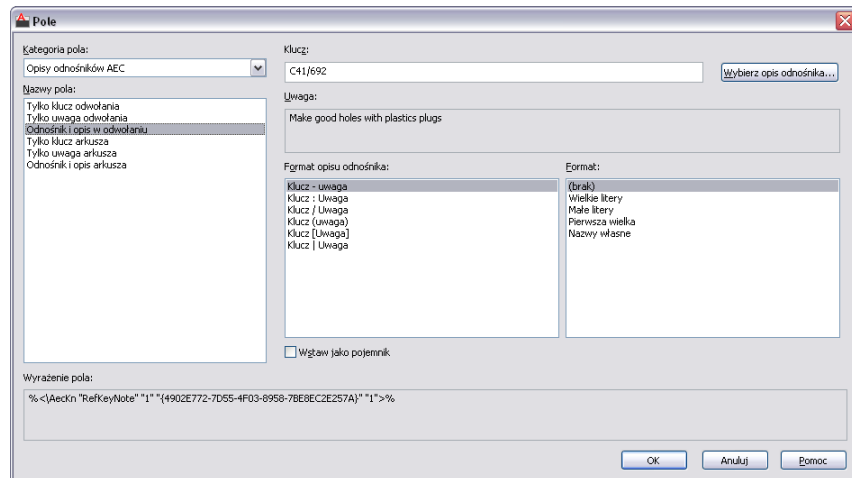 Pole
Kategoria pola:
Opisy odnośników AEC
Nazwy pola:
Tylko klucz odwołania
Tylko uwaga odwołania
Odnośnik i opis w odwołaniu
Tylko klucz arkusza
Tylko uwaga arkusza
Odnośnik i opis arkusza
Klucz:
C41/692
Wybierz opis odnośnika...
Uwaga:
Make good holes with plastics plugs
Format opisu odnośnika:
Klucz - uwaga
Klucz : Uwaga
Klucz / Uwaga
Klucz (uwaga)
Klucz [Uwaga]
Klucz | Uwaga
Format:
(brak)
Wielkie litery
Małe litery
Pierwsza wielka
Nazwy własne
Wstaw jako pojemnik
Wyrażenie pola:
%<\AecKn "RefKeyNote" "1" "{4902E772-7D55-4F03-8958-7BE8EC2E257A}" "1">%
OK
Anuluj
Pomoc